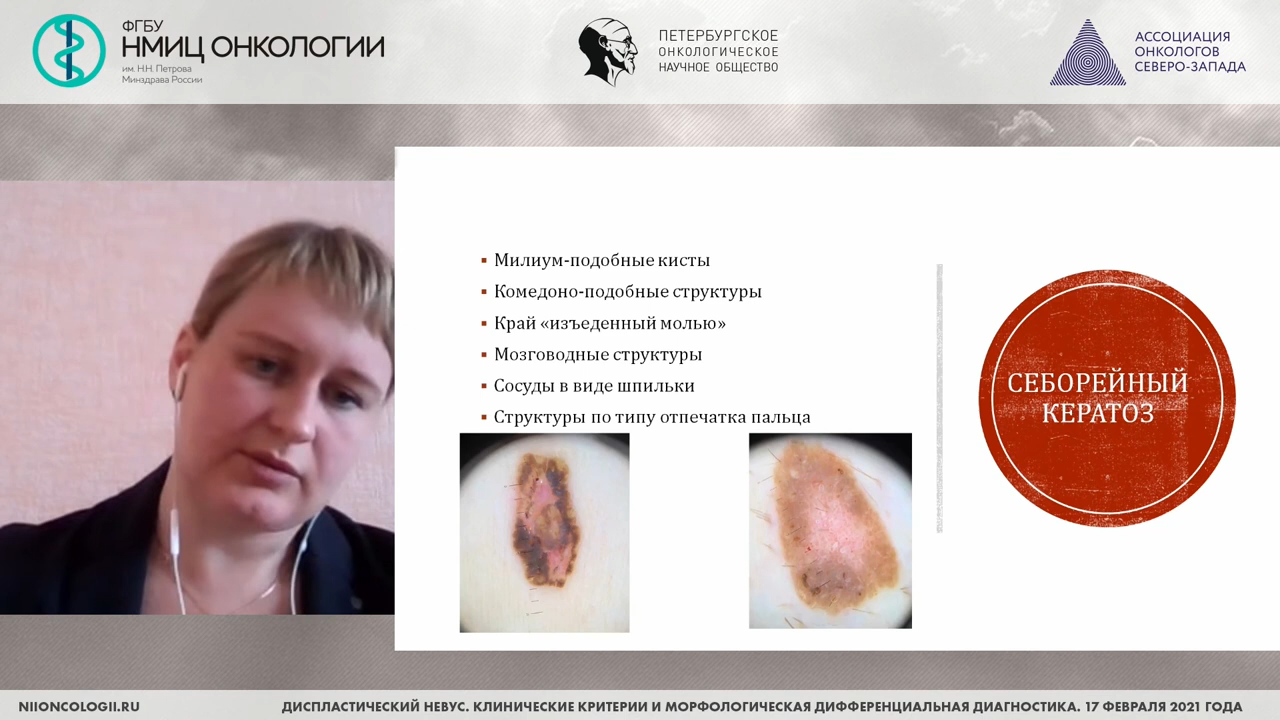 ФГБУ
НМИЦ ОНКОЛОГИИ
им. Н.Н. Петрова
Минздрава России
ПЕТЕРБУРГСКОЕ
ОНКОЛОГИЧЕСКОЕ
НАУЧНОЕ ОБЩЕСТВО
АССОЦИАЦИЯ
ОНКОЛОГОВ
СЕВЕРО-ЗАПАДА
Милиум-подобные кисты
Комедоно-подобные структуры
Край «изъеденный молью»
Мозговодные структуры
Сосуды в виде шпильки
Структуры по типу отпечатка пальца
СЕБОРЕЙНЫЙ
КЕРАТОЗ
NIIONCOLOGII.RU
ДИСПЛАСТИЧЕСКИЙ НЕВУС. КЛИНИЧЕСКИЕ КРИТЕРИИ И МОРФОЛОГИЧЕСКАЯ ДИФФЕРЕНЦИАЛЬНАЯ ДИАГНОСТИКА. 17 ФЕВРАЛЯ 2021 ГОДА